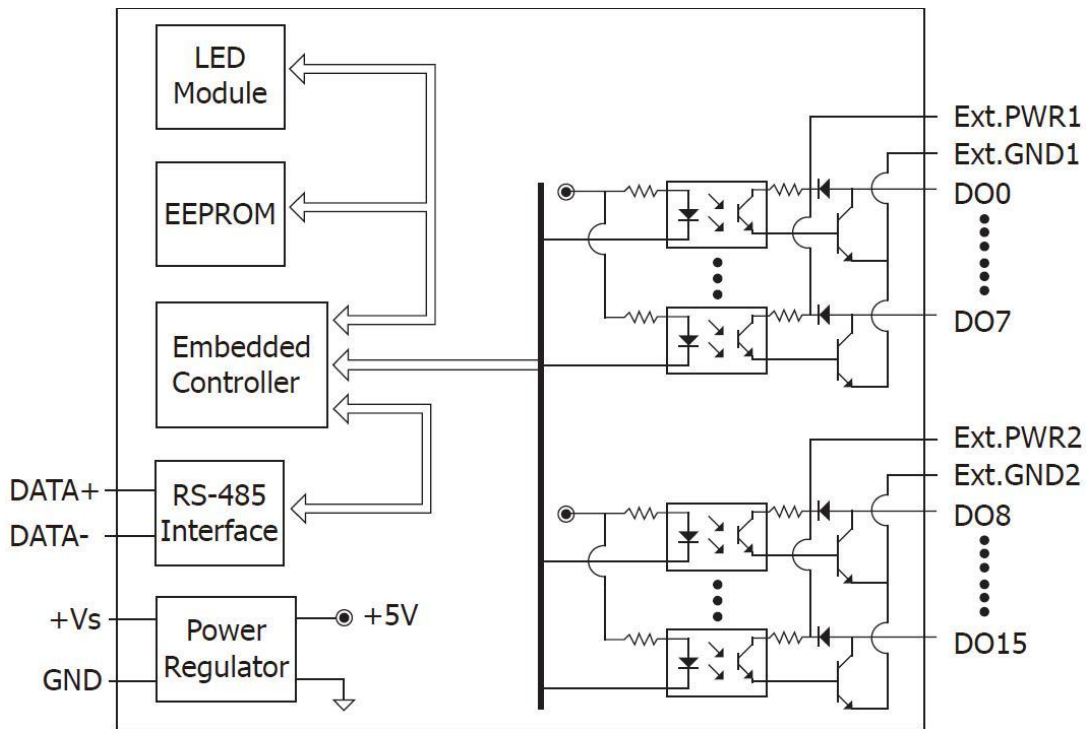 LED
Module
EEPROM
Embedded
Controller
DATA+
DATA-
RS-485
Interface
+Vs
GND
Power
Regulator
+5V
Ext.PWR1
Ext.GND1
DO0
DO7
Ext.PWR2
Ext.GND2
DO8
DO15